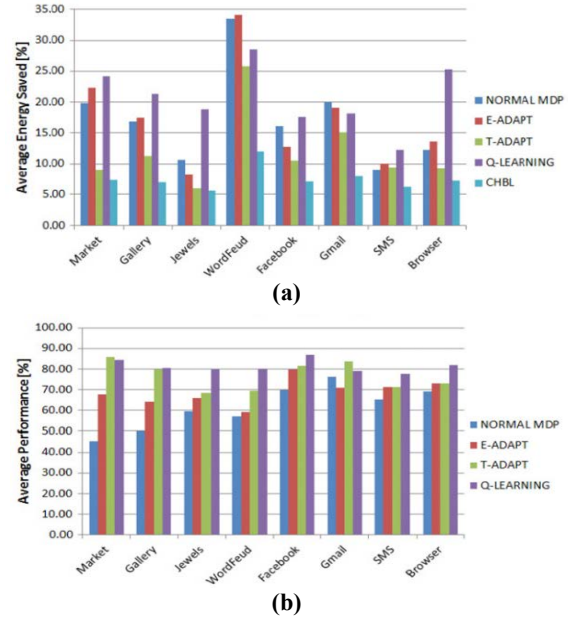 35.00
30.00
25.00
20.00
15.00
10.00
5.00
0.00
Average Energy Saved [%]
Market
Gallery
Jewels
WordFeud
Facebook
Gmail
SMS
Browser
NORMAL MDP
E-ADAPT
T-ADAPT
Q-LEARNING
CHBL
(a)
100.00
90.00
80.00
70.00
60.00
50.00
40.00
30.00
20.00
10.00
0.00
Average Performance [%]
Market
Gallery
Jewels
WordFeud
Facebook
Gmail
SMS
Browser
NORMAL MDP
E-ADAPT
T-ADAPT
Q-LEARNING
(b)